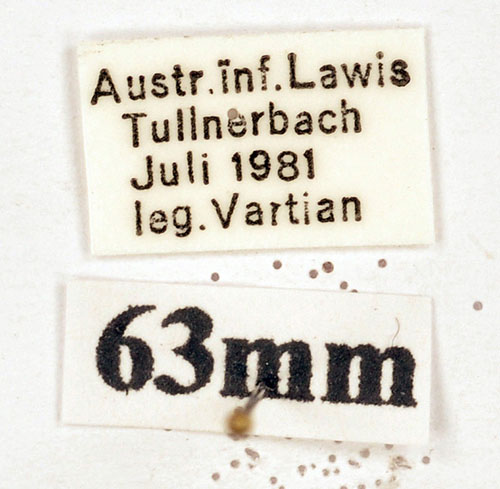 Austr.inf.Lawis
Tullnerbach
Juli 1981
leg.Vartian
63mm